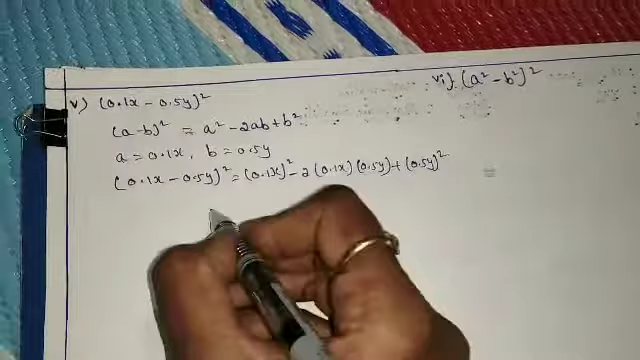 v) (0.1x - 0.5y)²
(a-b)² = a² - 2ab + b²
a = 0.1x, b = 0.5y
(0.1x - 0.5y)² = (0.1x)² - 2(0.1x)(0.5y) + (0.5y)²
vi). (a² - b²)²
=